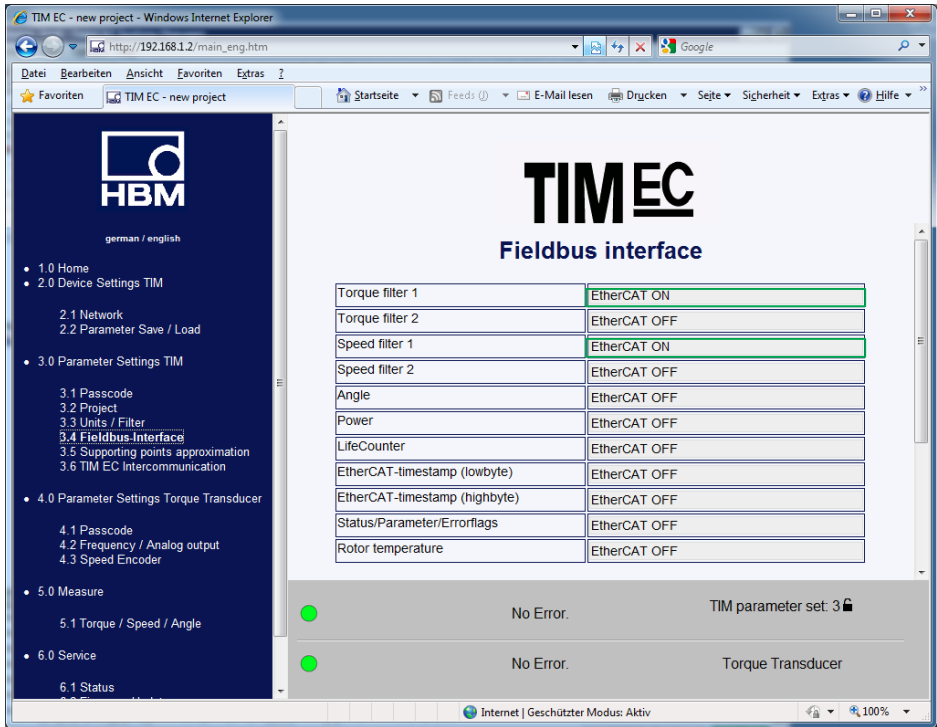 TIM EC - new project - Windows Internet Explorer
http://192.168.1.2/main_eng.htm
Google
Datei Bearbeiten Ansicht Favoriten Extras ?
Favoriten TIM EC - new project Startseite Feeds (J) E-Mail lesen Drucken Seite Sicherheit Extras Hilfe
HBM
german / english
1.0 Home
2.0 Device Settings TIM
2.1 Network
2.2 Parameter Save / Load
3.0 Parameter Settings TIM
3.1 Passcode
3.2 Project
3.3 Units / Filter
3.4 Fieldbus-Interface
3.5 Supporting points approximation
3.6 TIM EC Intercommunication
4.0 Parameter Settings Torque Transducer
4.1 Passcode
4.2 Frequency / Analog output
4.3 Speed Encoder
5.0 Measure
5.1 Torque / Speed / Angle
6.0 Service
6.1 Status
TIM EC
Fieldbus interface
Torque filter 1 EtherCAT ON
Torque filter 2 EtherCAT OFF
Speed filter 1 EtherCAT ON
Speed filter 2 EtherCAT OFF
Angle EtherCAT OFF
Power EtherCAT OFF
LifeCounter EtherCAT OFF
EtherCAT-timestamp (lowbyte) EtherCAT OFF
EtherCAT-timestamp (highbyte) EtherCAT OFF
Status/Parameter/Errorflags EtherCAT OFF
Rotor temperature EtherCAT OFF
No Error. TIM parameter set: 3
No Error. Torque Transducer
Internet | Geschützter Modus: Aktiv 100%